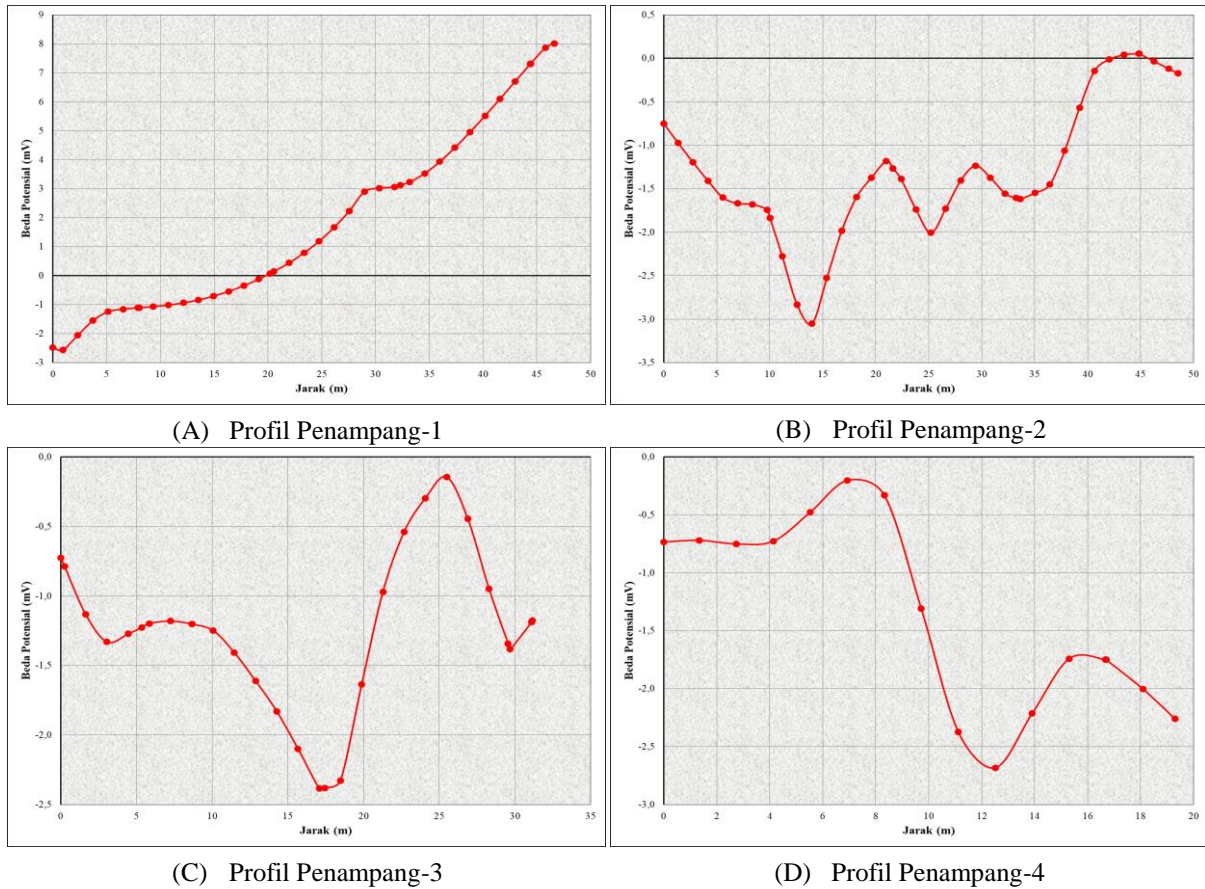 9
8
7
6
5
4
3
2
1
0
-1
-2
-3
Beda Potensial (mV)
0 5 10 15 20 25 30 35 40 45 50
Jarak (m)
(A) Profil Penampang-1
0,5
0,0
-0,5
-1,0
-1,5
-2,0
-2,5
-3,0
-3,5
Beda Potensial (mV)
0 5 10 15 20 25 30 35 40 45 50
Jarak (m)
(B) Profil Penampang-2
0,0
-0,5
-1,0
-1,5
-2,0
-2,5
Beda Potensial (mV)
0 5 10 15 20 25 30 35
Jarak (m)
(C) Profil Penampang-3
0,0
-0,5
-1,0
-1,5
-2,0
-2,5
-3,0
Beda Potensial (mV)
0 2 4 6 8 10 12 14 16 18 20
Jarak (m)
(D) Profil Penampang-4